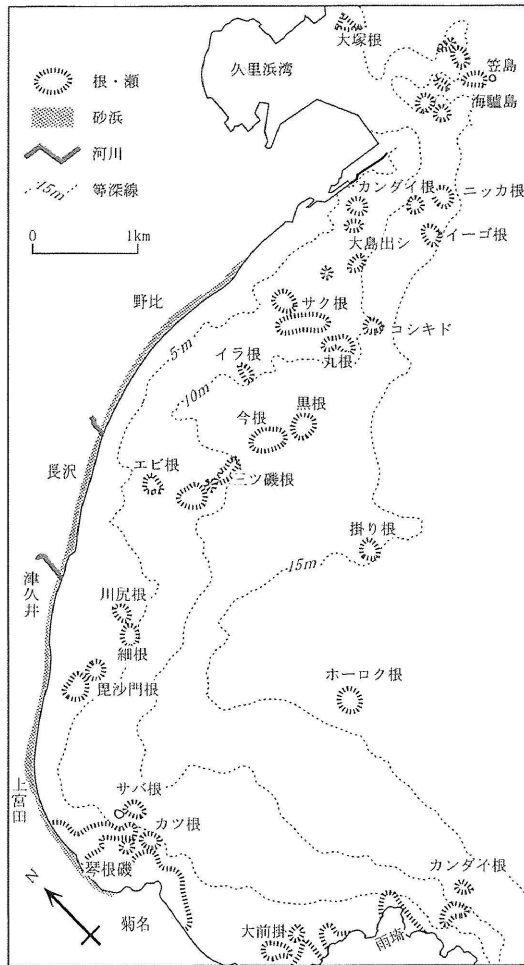 大塚根
久里浜湾
笠島
海驢島
根・瀬
砂浜
河川
15m 等深線
0 1km
カンダイ根
ニッカ根
イーゴ根
大島出シ
野比
サク根
コシキド
5m
イラ根
丸根
10m
黒根
今根
エビ根
三ツ磯根
長沢
掛り根
15m
津久井
川尻根
細根
毘沙門根
ホーロク根
上宮田
サバ根
カツ根
琴根磯
カンダイ根
N
菊名
大前掛
雨埼